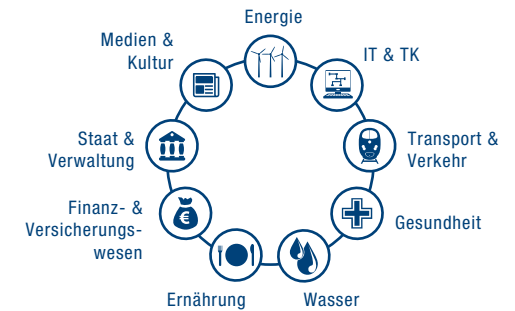 Energie
IT & TK
Transport &
Verkehr
Gesundheit
Wasser
Ernährung
Finanz- &
Versicherungs-
wesen
€
Staat &
Verwaltung
Medien &
Kultur